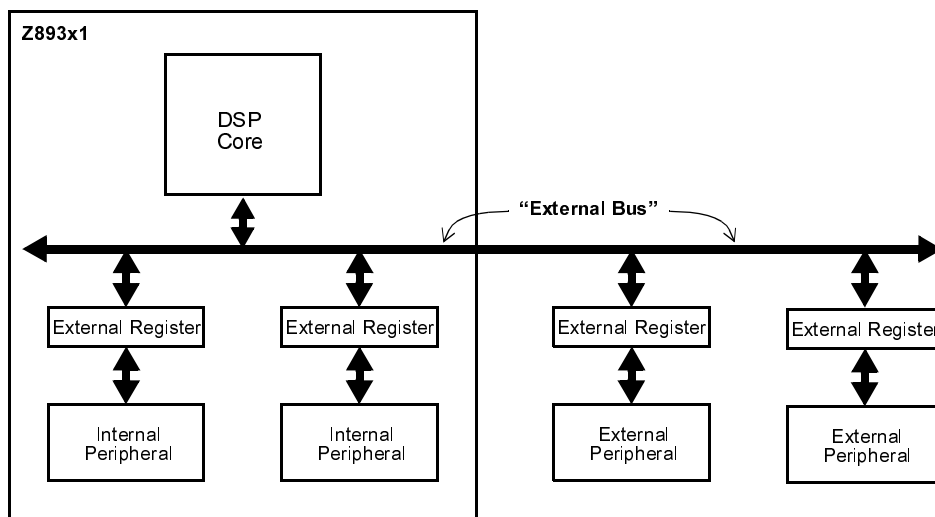 Z893x1
DSP
Core
“External Bus”
External Register
External Register
External Register
External Register
Internal
Peripheral
Internal
Peripheral
External
Peripheral
External
Peripheral